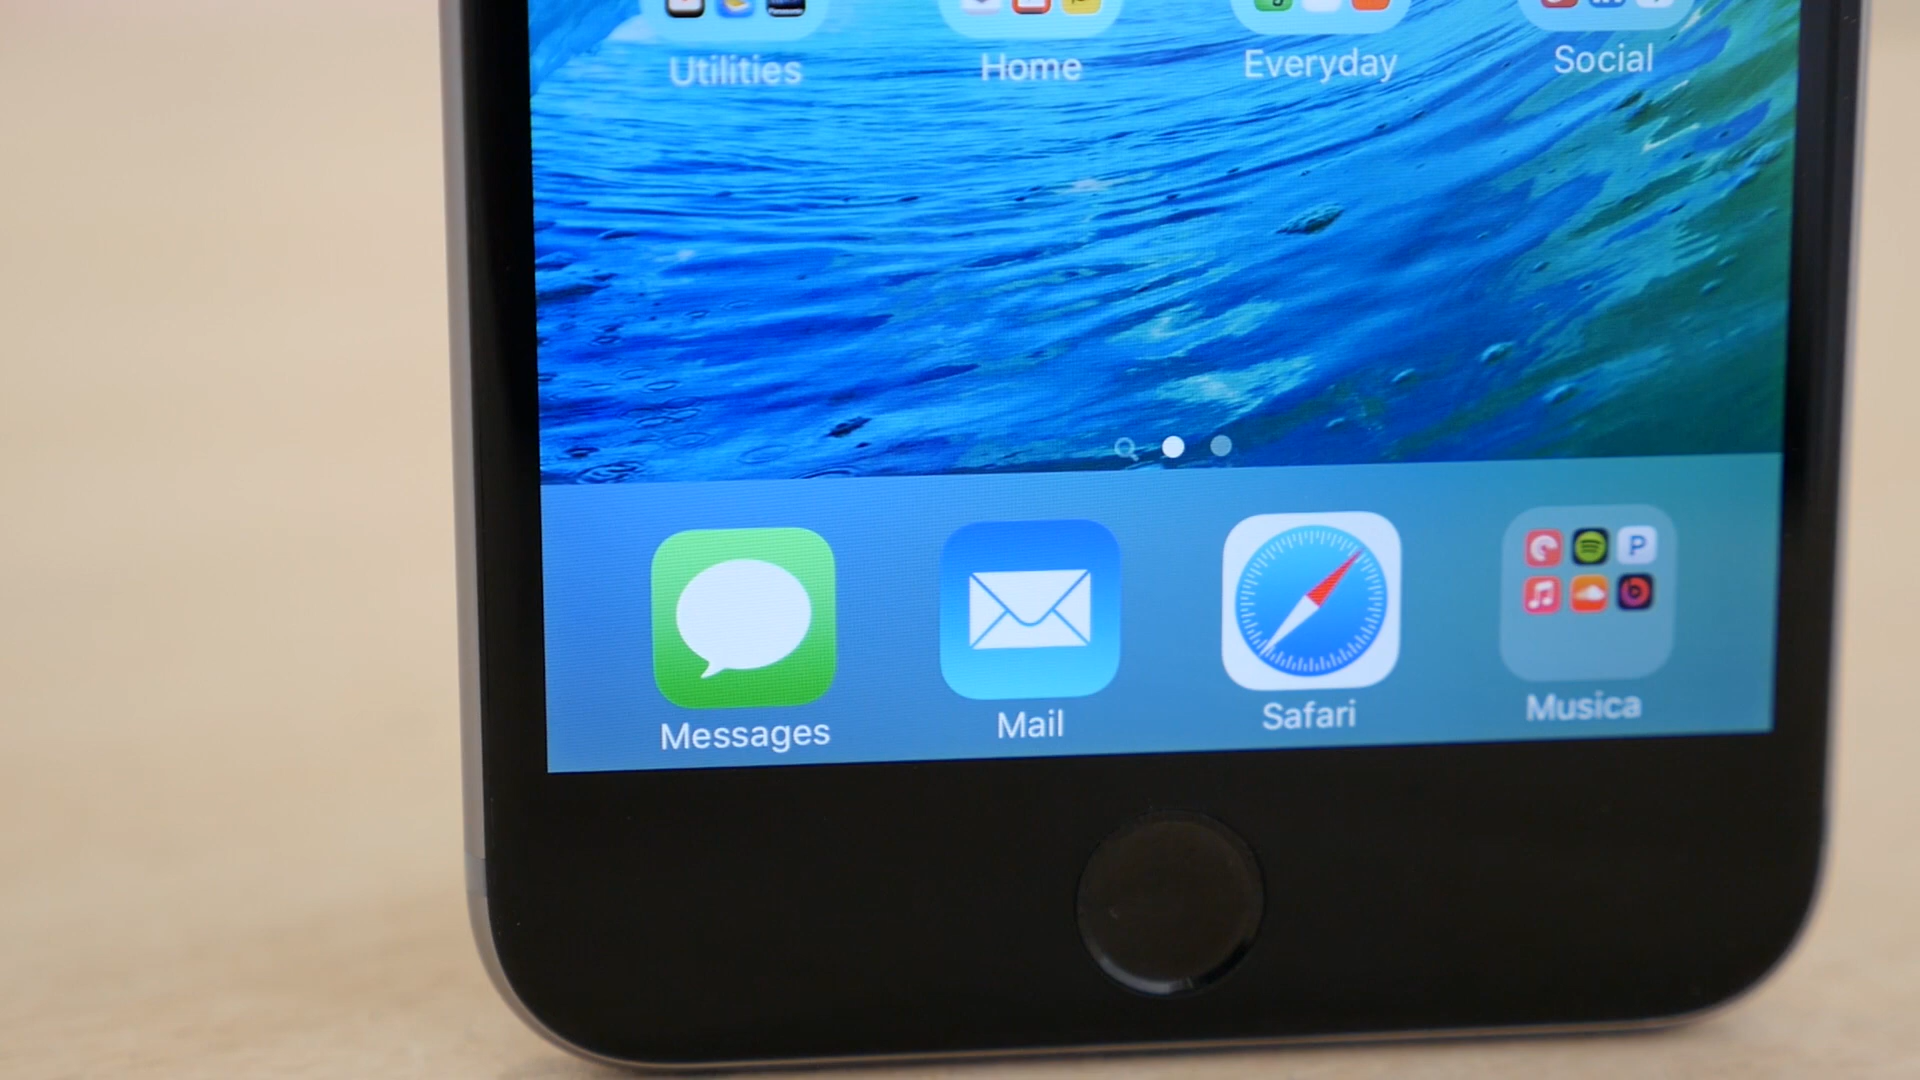 Utilities
Home
Everyday
Social
Messages
Mail
Safari
Musica